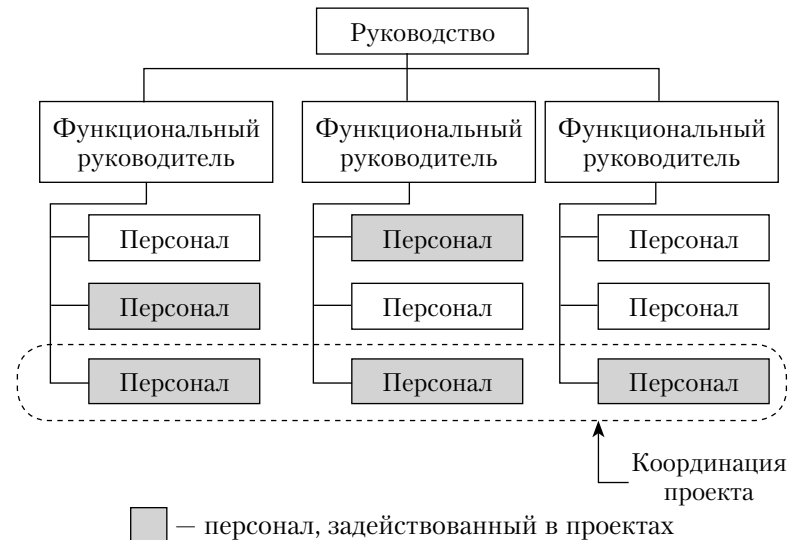 Руководство
Функциональный
руководитель
Функциональный
руководитель
Функциональный
руководитель
Персонал
Персонал
Персонал
Персонал
Персонал
Персонал
Персонал
Персонал
Персонал
Координация
проекта
— персонал, задействованный в проектах